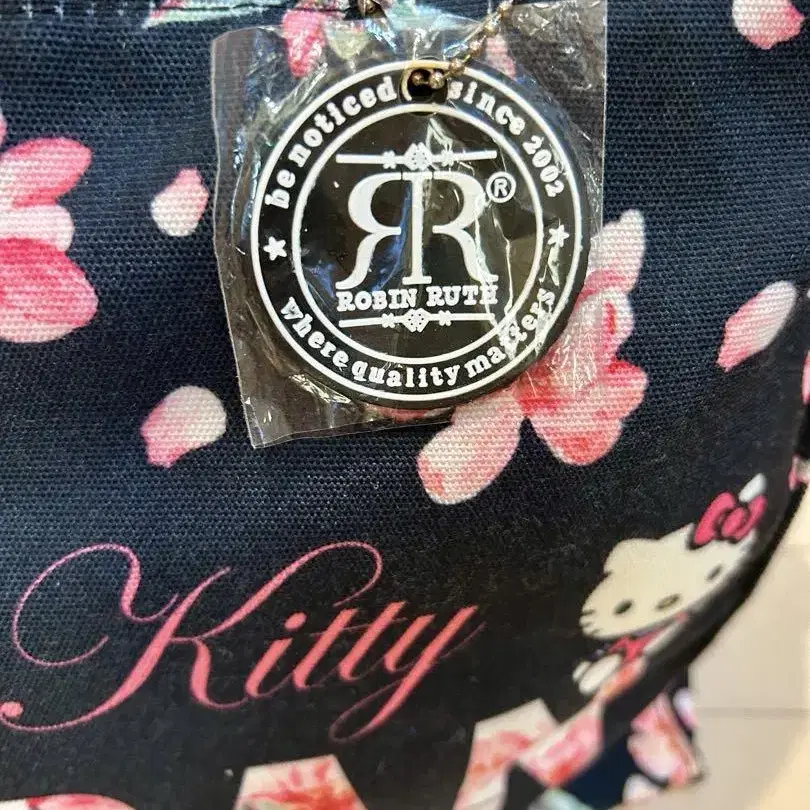 be noticed since 2002
RR®
ROBIN RUTH
where quality matters
Kitty